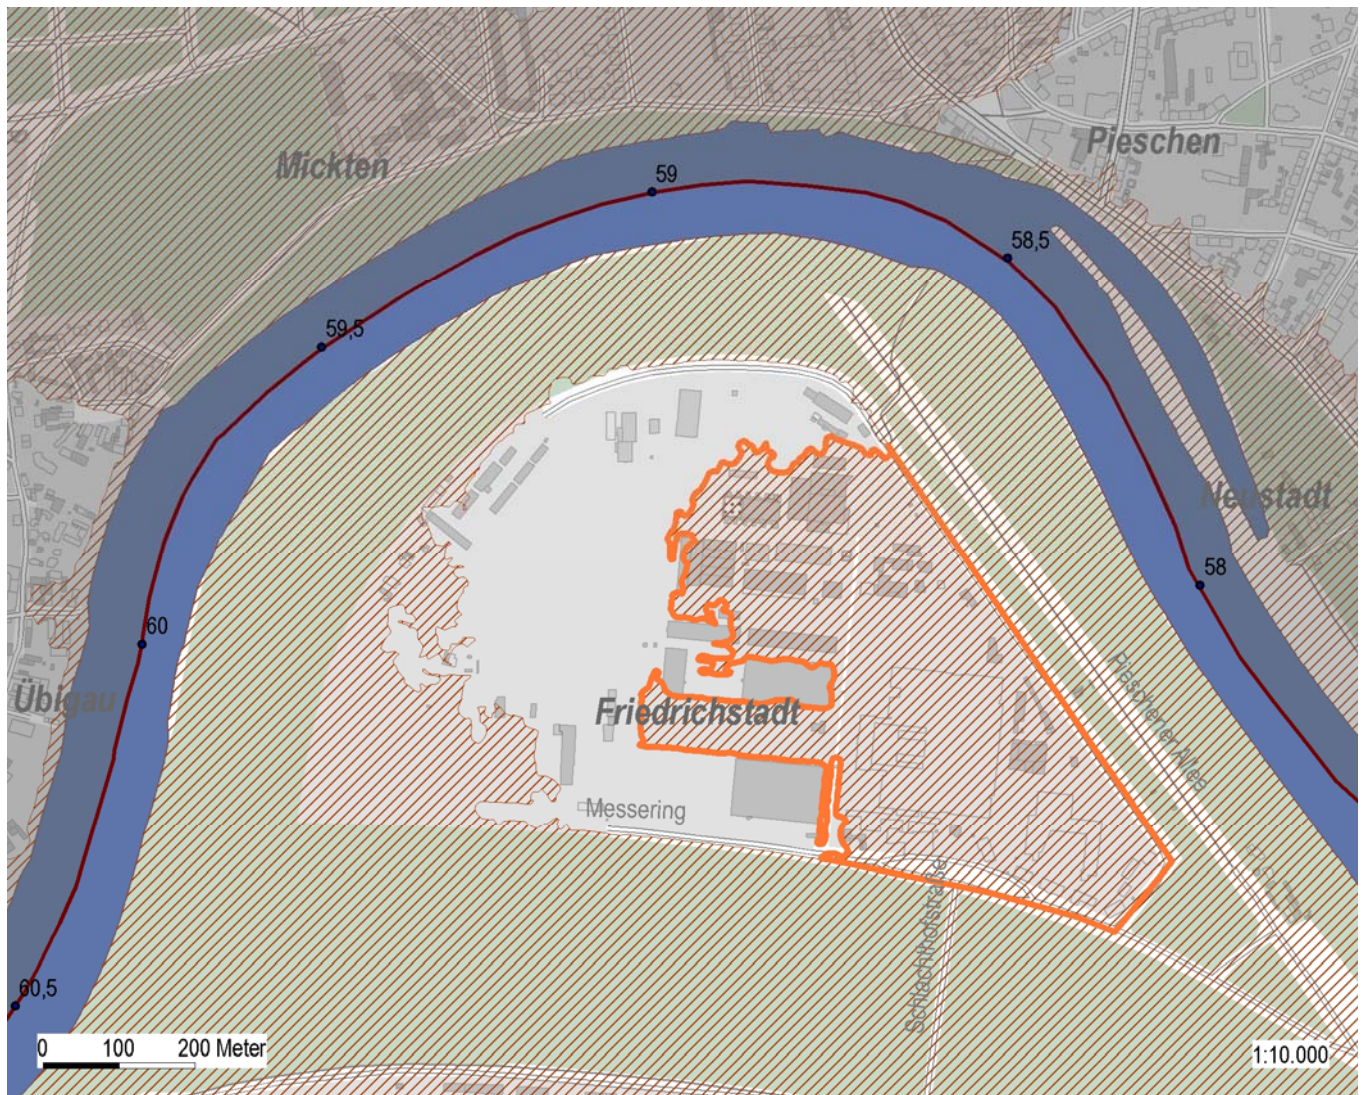 Pieschen
Mickten
59
58,5
59,5
Neustadt
58
60
Pieschener Allee
Übigau
Friedrichstadt
Messering
Schlachthofstraße
60,5
0 100 200 Meter
1:10.000